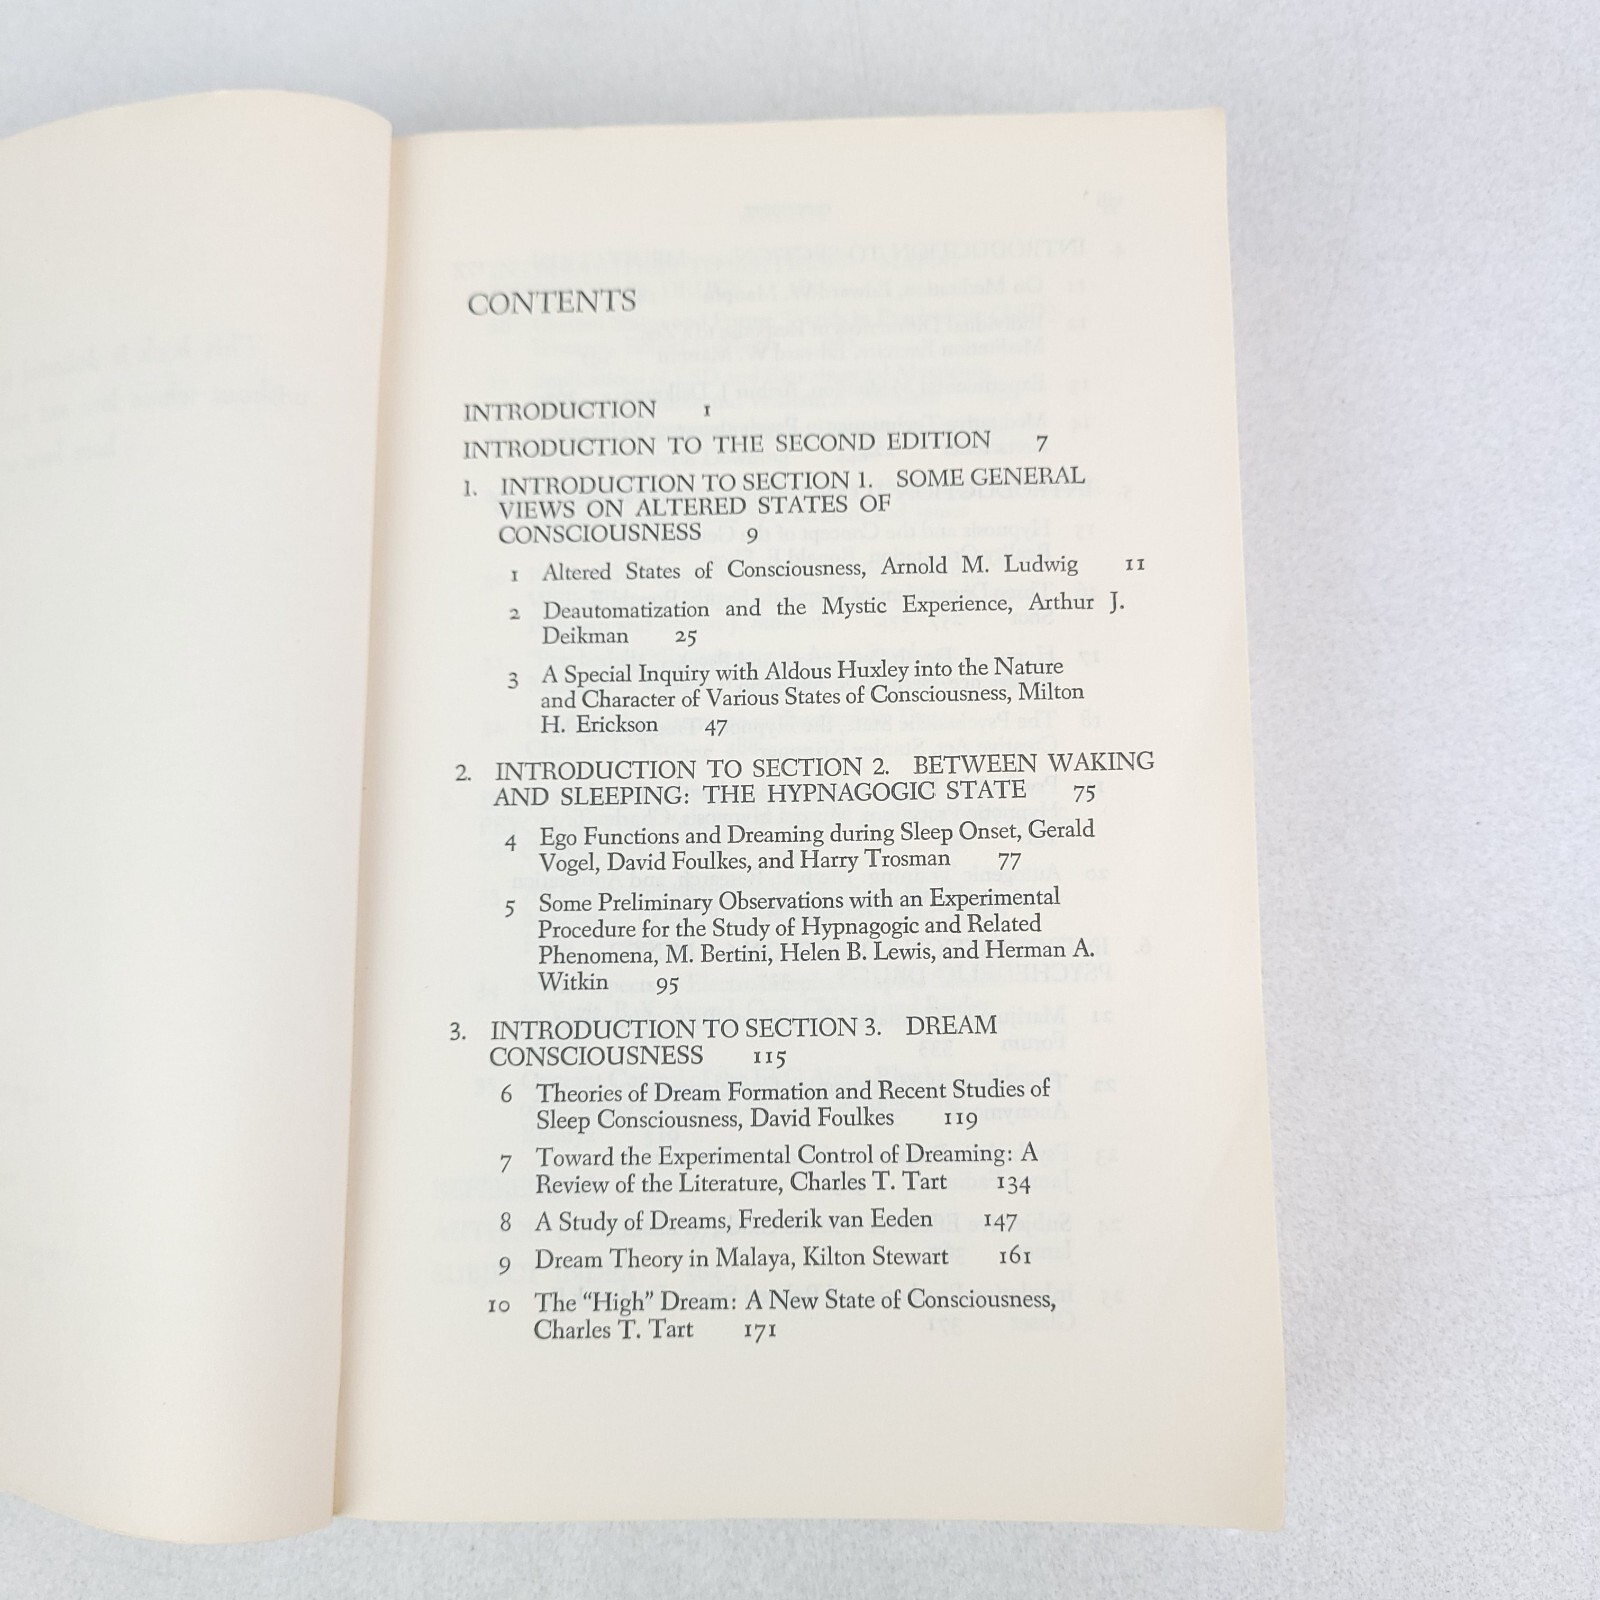 CONTENTS
INTRODUCTION 1
INTRODUCTION TO THE SECOND EDITION 7
1. INTRODUCTION TO SECTION 1. SOME GENERAL
VIEWS ON ALTERED STATES OF
CONSCIOUSNESS 9
1 Altered States of Consciousness, Arnold M. Ludwig 11
2 Deautomatization and the Mystic Experience, Arthur J.
Deikman 25
3 A Special Inquiry with Aldous Huxley into the Nature
and Character of Various States of Consciousness, Milton
H. Erickson 47
2. INTRODUCTION TO SECTION 2. BETWEEN WAKING
AND SLEEPING: THE HYPNAGOGIC STATE 75
4 Ego Functions and Dreaming during Sleep Onset, Gerald
Vogel, David Foulkes, and Harry Trosman 77
5 Some Preliminary Observations with an Experimental
Procedure for the Study of Hypnagogic and Related
Phenomena, M. Bertini, Helen B. Lewis, and Herman A.
Witkin 95
3. INTRODUCTION TO SECTION 3. DREAM
CONSCIOUSNESS 115
6 Theories of Dream Formation and Recent Studies of
Sleep Consciousness, David Foulkes 119
7 Toward the Experimental Control of Dreaming: A
Review of the Literature, Charles T. Tart 134
8 A Study of Dreams, Frederik van Eeden 147
9 Dream Theory in Malaya, Kilton Stewart 161
10 The "High" Dream: A New State of Consciousness,
Charles T. Tart 171